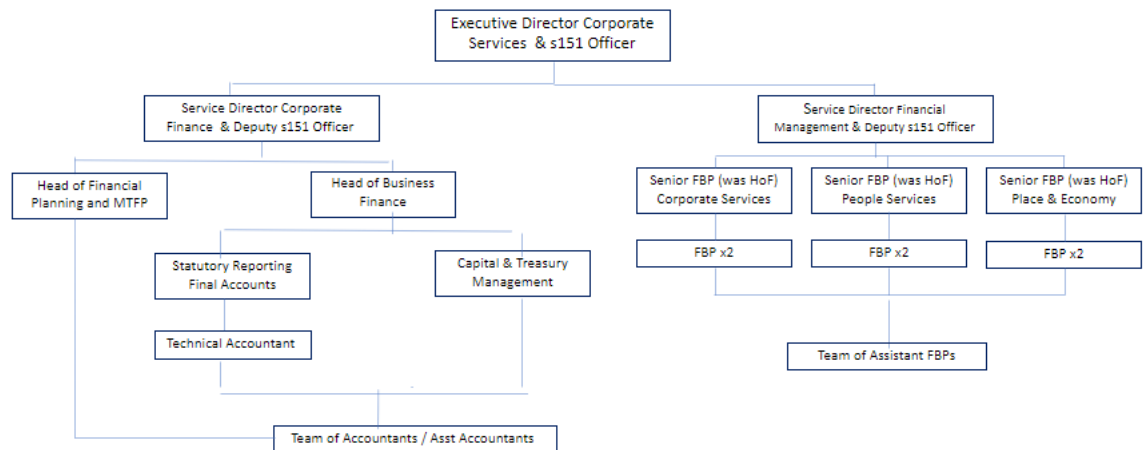 Executive Director Corporate
Services & s151 Officer
Service Director Corporate
Finance & Deputy s151 Officer
Service Director Financial
Management & Deputy s151 Officer
Head of Financial
Planning and MTFP
Head of Business
Finance
Senior FBP (was HoF)
Corporate Services
Senior FBP (was HoF)
People Services
Senior FBP (was HoF)
Place & Economy
FBP x2
FBP x2
FBP x2
Statutory Reporting
Final Accounts
Capital & Treasury
Management
Technical Accountant
Team of Assistant FBPs
Team of Accountants / Asst Accountants